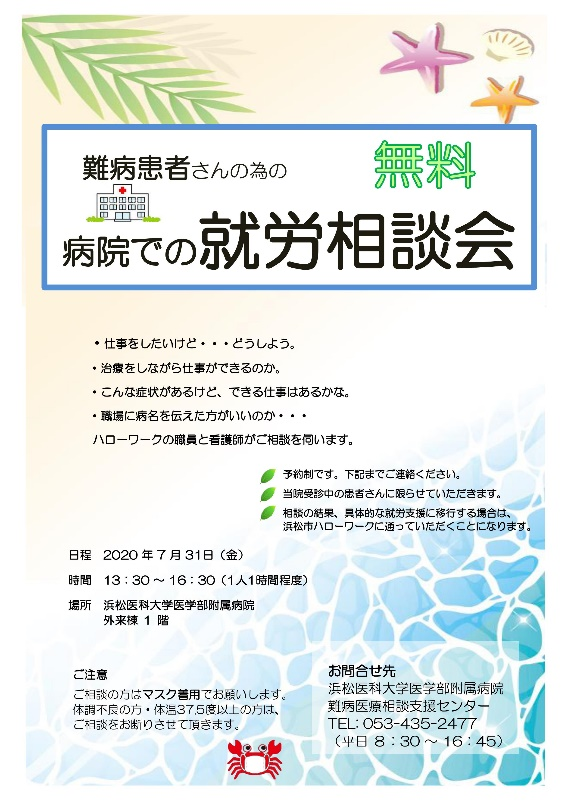 難病患者さんの為の
無料
病院での就労相談会
・仕事をしたいけど・・・どうしよう。
・治療をしながら仕事ができるのか。
・こんな症状があるけど、できる仕事はあるかな。
・職場に病名を伝えた方がいいのか・・・
ハローワークの職員と看護師がご相談を伺います。
予約制です。下記までご連絡ください。
当院受診中の患者さんに限らせていただきます。
相談の結果、具体的な就労支援に移行する場合は、
浜松市ハローワークに通っていただくことになります。
日程 2020年7月31日(金)
時間 13:30～16:30(1人1時間程度)
場所 浜松医科大学医学部附属病院
外来棟 1 階
ご注意
ご相談の方はマスク着用でお願いします。
体調不良の方・体温37.5度以上の方は、
ご相談をお断りさせて頂きます。
お問合せ先
浜松医科大学医学部附属病院
難病医療相談支援センター
TEL: 053-435-2477
(平日 8:30～16:45)